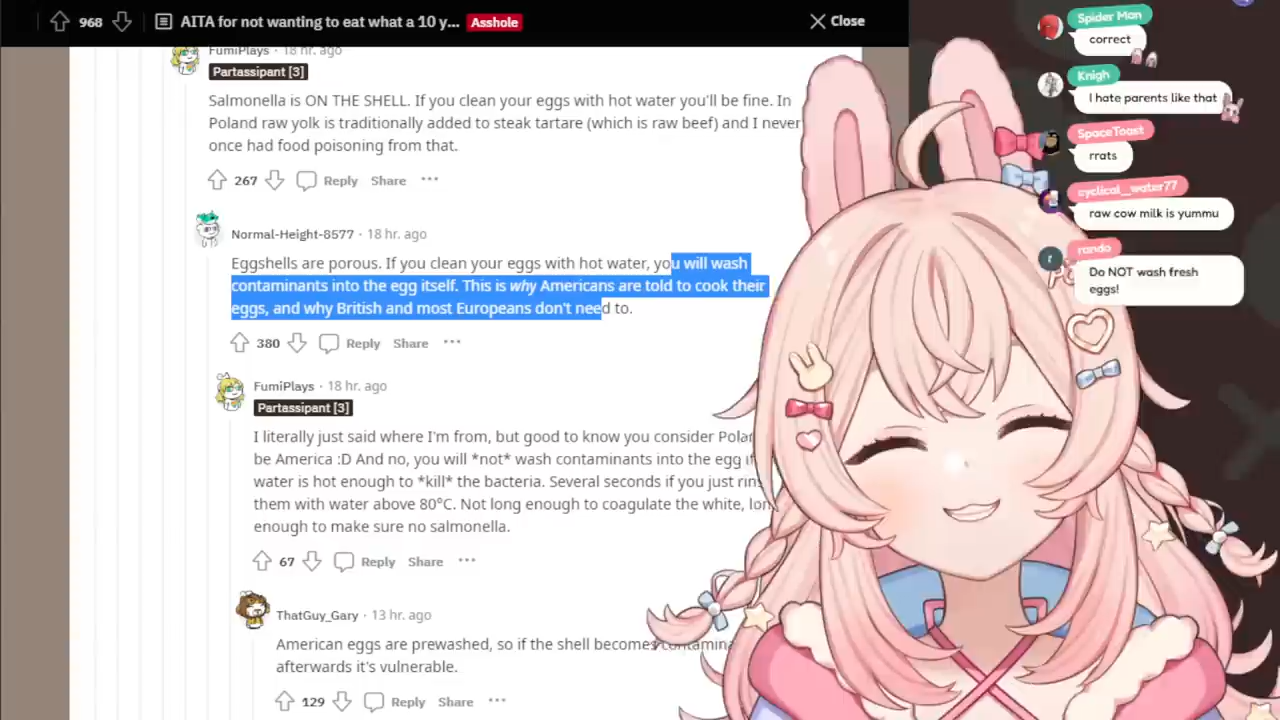 968
AITA for not wanting to eat what a 10 y...
Asshole
Close
FumiPlays · 18 hr. ago
Partassipant [3]
Salmonella is ON THE SHELL. If you clean your eggs with hot water you'll be fine. In
Poland raw yolk is traditionally added to steak tartare (which is raw beef) and I never
once had food poisoning from that.
267
Reply
Share
Normal-Height-8577 · 18 hr. ago
Eggshells are porous. If you clean your eggs with hot water, you will wash
contaminants into the egg itself. This is why Americans are told to cook their
eggs, and why British and most Europeans don't need to.
380
Reply
Share
FumiPlays · 18 hr. ago
Partassipant [3]
I literally just said where I'm from, but good to know you consider
be America :D And no, you will *not* wash contaminants into the egg
water is hot enough to *kill* the bacteria. Several seconds if you just
them with water above 80°C. Not long enough to coagulate the white,
enough to make sure no salmonella.
67
Reply
Share
ThatGuy_Gary · 13 hr. ago
American eggs are prewashed, so if the shell becomes
afterwards it's vulnerable.
129
Reply
Share
Spider Man
correct
Knigh
I hate parents like that
SpaceToast
rrats
cyclical_water77
raw cow milk is yummu
rando
Do NOT wash fresh
eggs!